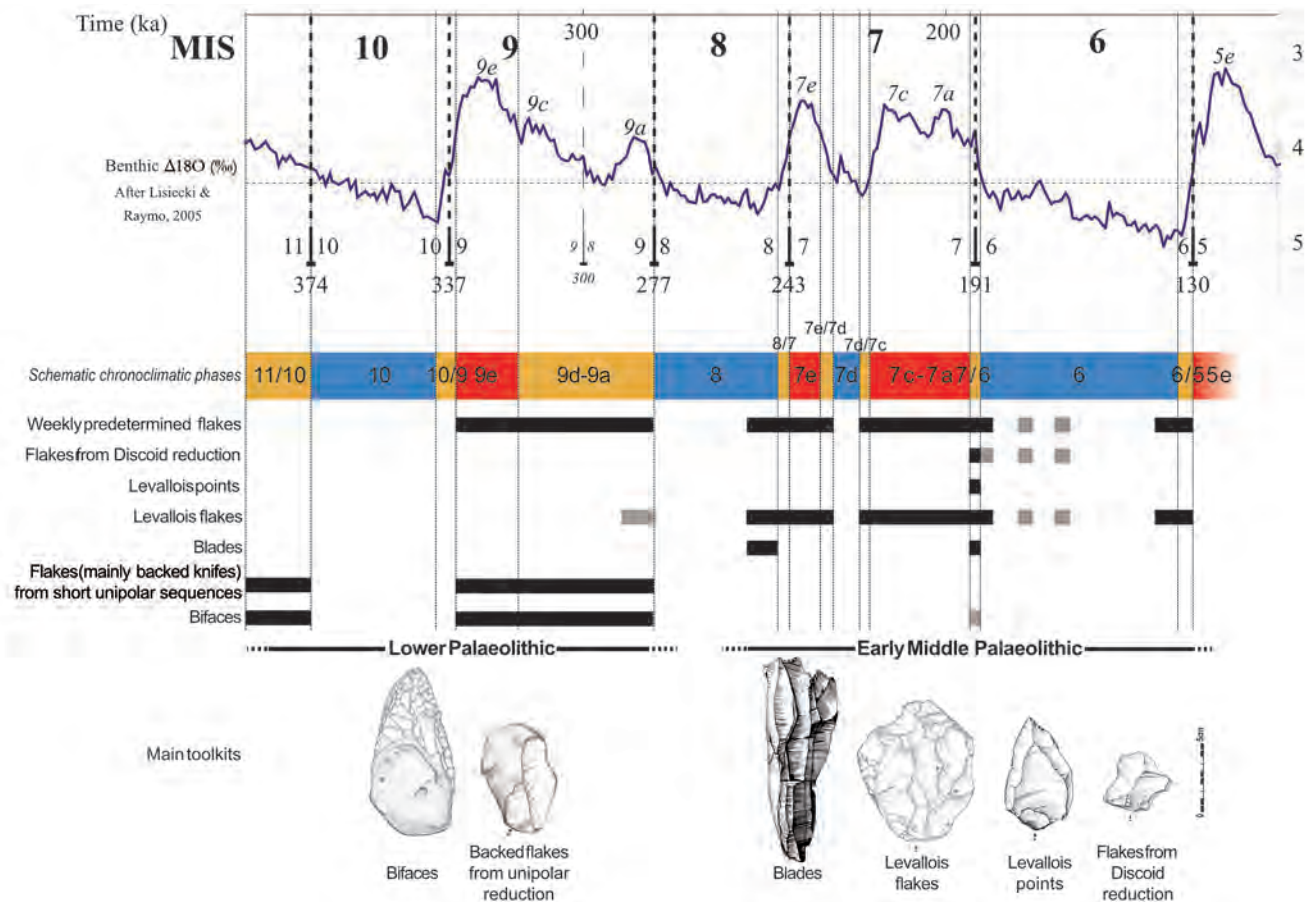 Time (ka)
MIS
10
9
300
8
7
200
6
3
9e
9c
9a
7e
7c
7a
5e
Benthic Δ18O (‰)
After Lisiecki &
Raymo, 2005
4
5
11 10
10 9
9 8
9 8
8 7
7 6
6 5
374
337
300
277
243
191
130
8/7
7e/7d
7d/7c
Schematic chronoclimatic phases
11/10
10
10/9
9e
9d-9a
8
7e
7d
7c-7a
7/6
6
6/5
5e
Weekly predetermined flakes
Flakes from Discoid reduction
Levallois points
Levallois flakes
Blades
Flakes (mainly backed knifes)
from short unipolar sequences
Bifaces
Lower Palaeolithic
Early Middle Palaeolithic
Main toolkits
0
5cm
Bifaces
Backed flakes
from unipolar
reduction
Blades
Levallois
flakes
Levallois
points
Flakes from
Discoid
reduction